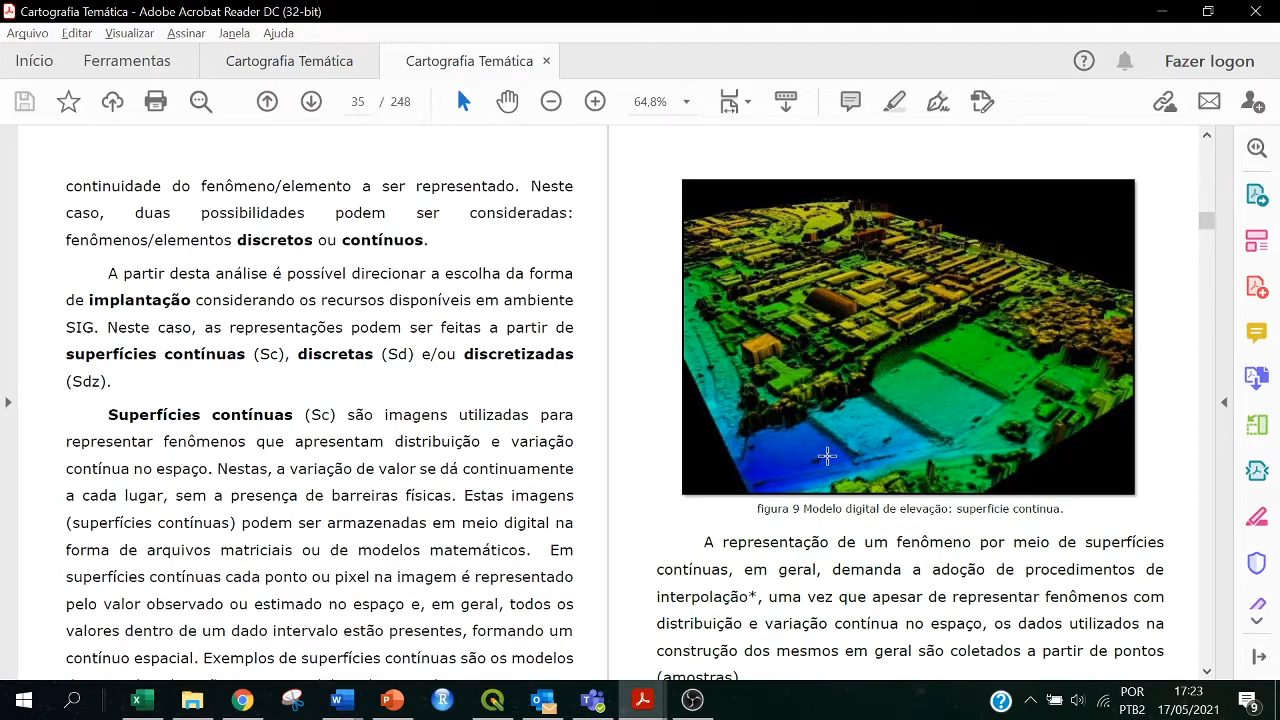 Cartografia Temática - Adobe Acrobat Reader DC (32-bit)
Arquivo Editar Visualizar Assinar Janela Ajuda
Início Ferramentas Cartografia Temática Cartografia Temática × Fazer logon
35 / 248 64,8%
continuidade do fenômeno/elemento a ser representado. Neste
caso, duas possibilidades podem ser consideradas:
fenômenos/elementos discretos ou contínuos.
A partir desta análise é possível direcionar a escolha da forma
de implantação considerando os recursos disponíveis em ambiente
SIG. Neste caso, as representações podem ser feitas a partir de
superfícies contínuas (Sc), discretas (Sd) e/ou discretizadas
(Sdz).
Superfícies contínuas (Sc) são imagens utilizadas para
representar fenômenos que apresentam distribuição e variação
contínua no espaço. Nestas, a variação de valor se dá continuamente
a cada lugar, sem a presença de barreiras físicas. Estas imagens
(superfícies contínuas) podem ser armazenadas em meio digital na
forma de arquivos matriciais ou de modelos matemáticos. Em
superfícies contínuas cada ponto ou pixel na imagem é representado
pelo valor observado ou estimado no espaço e, em geral, todos os
valores dentro de um dado intervalo estão presentes, formando um
contínuo espacial. Exemplos de superfícies contínuas são os modelos
figura 9 Modelo digital de elevação: superfície contínua.
A representação de um fenômeno por meio de superfícies
contínuas, em geral, demanda a adoção de procedimentos de
interpolação*, uma vez que apesar de representar fenômenos com
distribuição e variação contínua no espaço, os dados utilizados na
construção dos mesmos em geral são coletados a partir de pontos
(amostras)
POR 17:23
PTB2 17/05/2021 9